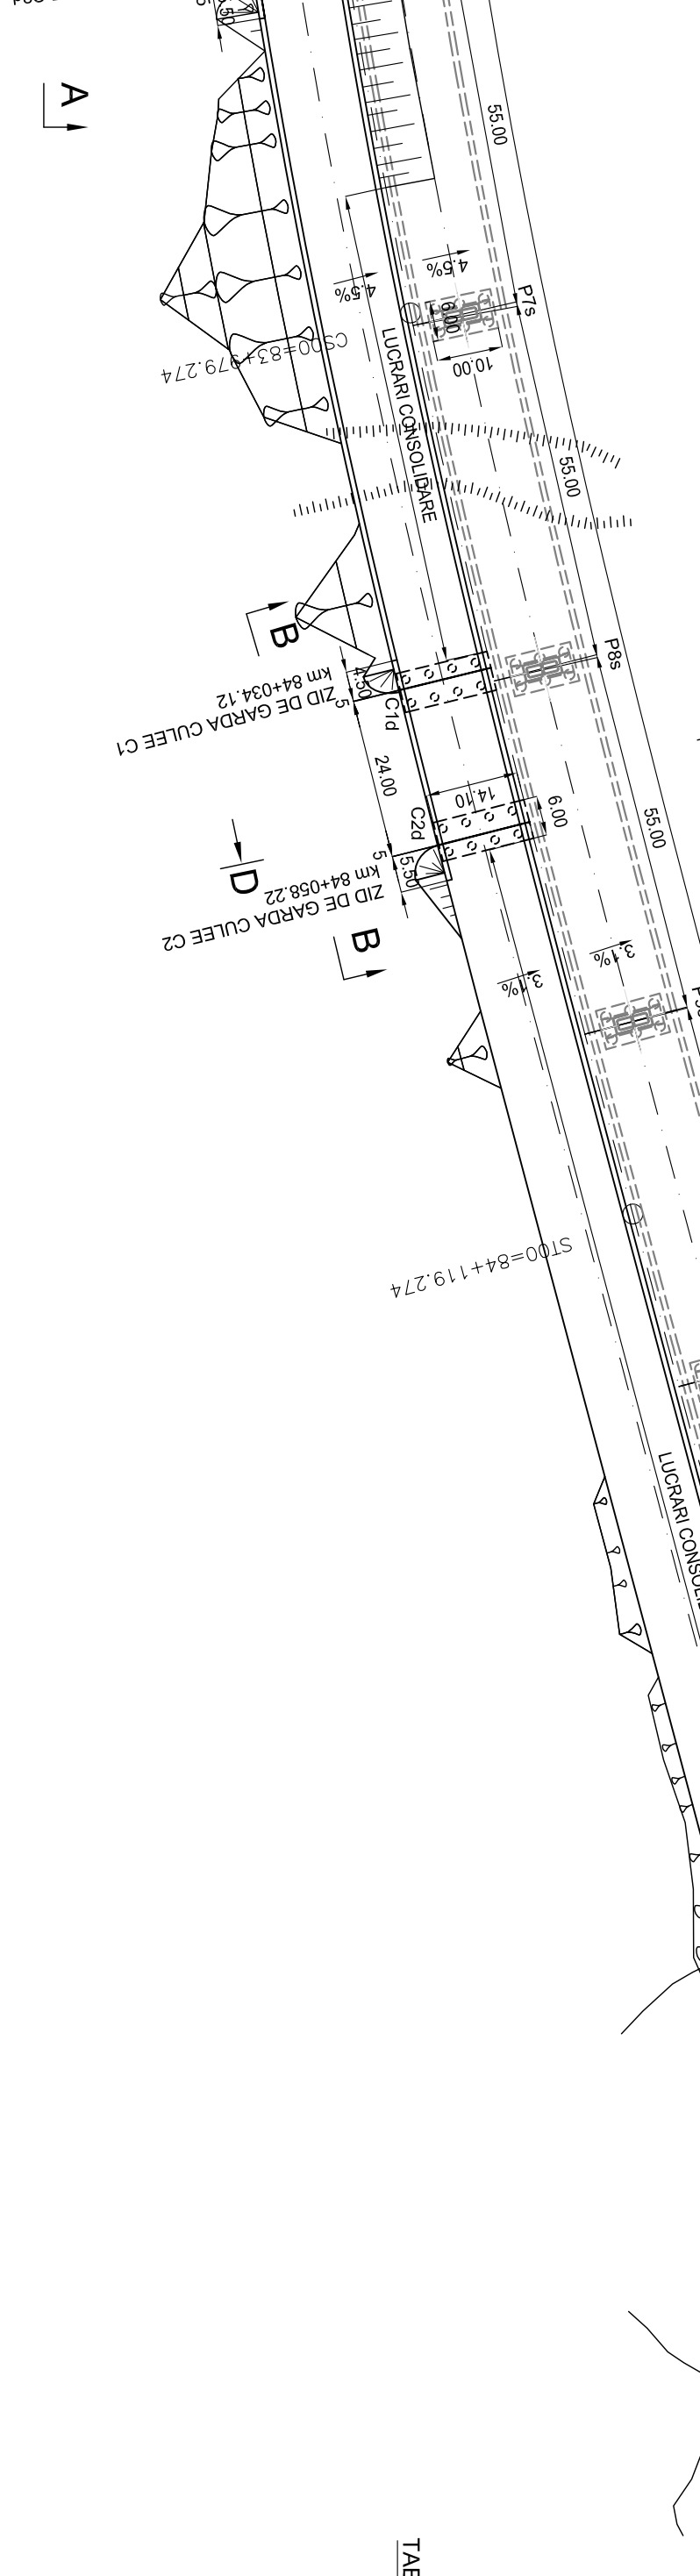 A
55.00
4.5%
4.5%
P7s
6.00
10.00
CS00=83+979.274
LUCRARI CONSOLIDARE
55.00
B
P8s
4.50
5
ZID DE GARDA CULEE C1
km 84+034.12
C1d
24.00
14.10
6.00
C2d
55.00
5
5.50
D
ZID DE GARDA CULEE C2
km 84+058.22
B
3.1%
3.1%
ST00=84+119.274
LUCRARI